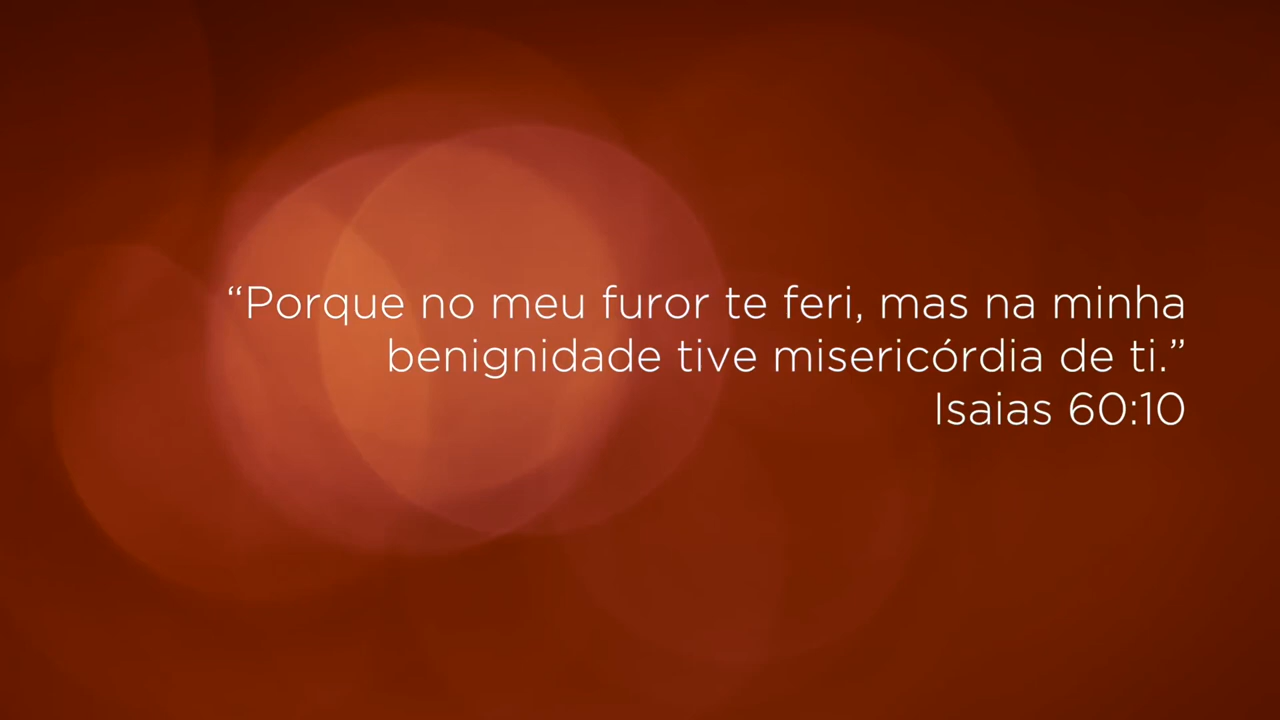 “Porque no meu furor te feri, mas na minha
benignidade tive misericórdia de ti.”
Isaias 60:10